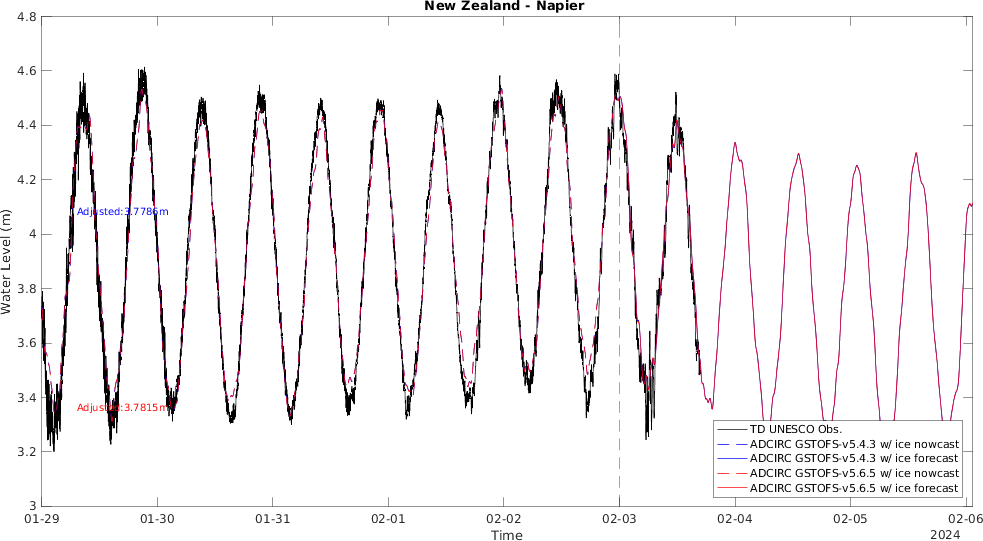 New Zealand - Napier
4.8
4.6
4.4
4.2
4
3.8
3.6
3.4
3.2
3
Water Level (m)
Adjusted:3.7786m
Adjusted:3.7815m
TD UNESCO Obs.
ADCIRC GSTOFS-v5.4.3 w/ ice nowcast
ADCIRC GSTOFS-v5.4.3 w/ ice forecast
ADCIRC GSTOFS-v5.6.5 w/ ice nowcast
ADCIRC GSTOFS-v5.6.5 w/ ice forecast
01-29 01-30 01-31 02-01 02-02 02-03 02-04 02-05 02-06
Time
2024